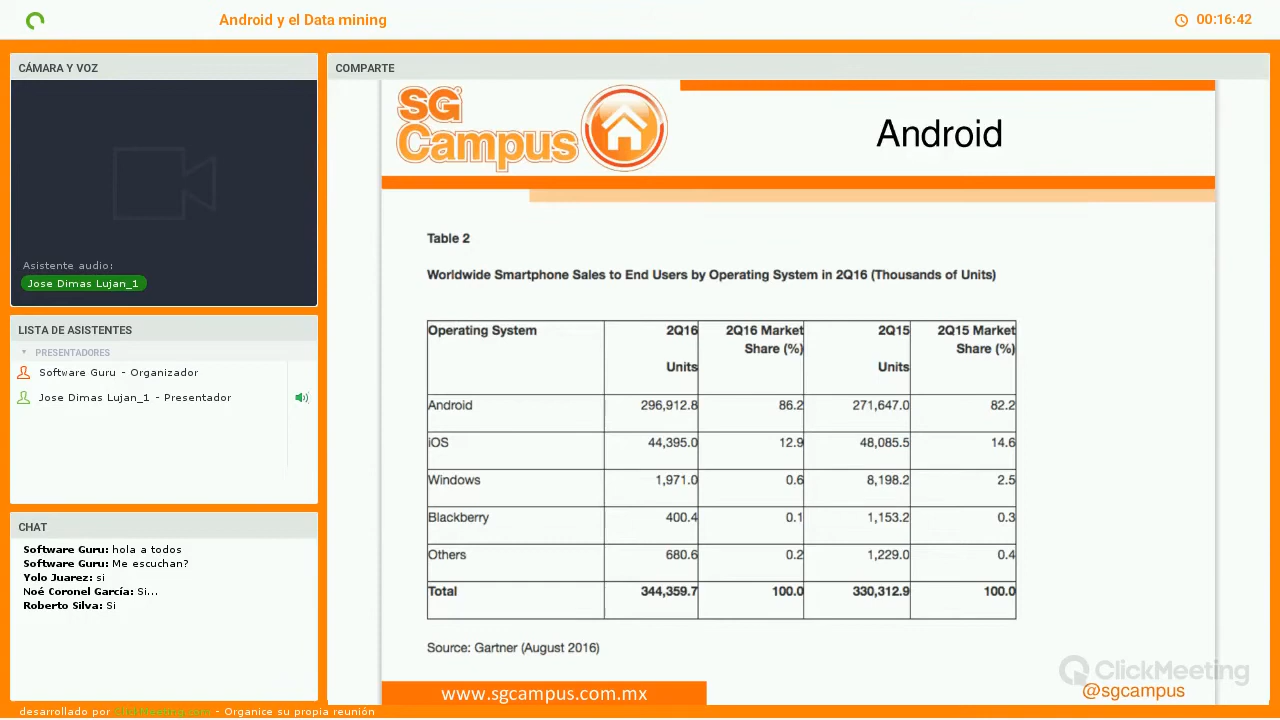 Android y el Data mining
00:16:42
CÁMARA Y VOZ
Asistente audio:
Jose Dimas Lujan_1
LISTA DE ASISTENTES
PRESENTADORES
Software Guru - Organizador
Jose Dimas Lujan_1 - Presentador
CHAT
Software Guru: hola a todos
Software Guru: Me escuchan?
Yolo Juarez: si
Noé Coronel García: Si...
Roberto Silva: Si
desarrollado por ClickMeeting.com - Organice su propia reunión
COMPARTE
SG
Campus
Android
Table 2
Worldwide Smartphone Sales to End Users by Operating System in 2Q16 (Thousands of Units)
Operating System 2Q16 Units 2Q16 Market Share (%) 2Q15 Units 2Q15 Market Share (%)
Android 296,912.8 86.2 271,647.0 82.2
iOS 44,395.0 12.9 48,085.5 14.6
Windows 1,971.0 0.6 8,198.2 2.5
Blackberry 400.4 0.1 1,153.2 0.3
Others 680.6 0.2 1,229.0 0.4
Total 344,359.7 100.0 330,312.9 100.0
Source: Gartner (August 2016)
www.sgcampus.com.mx
ClickMeeting
@sgcampus